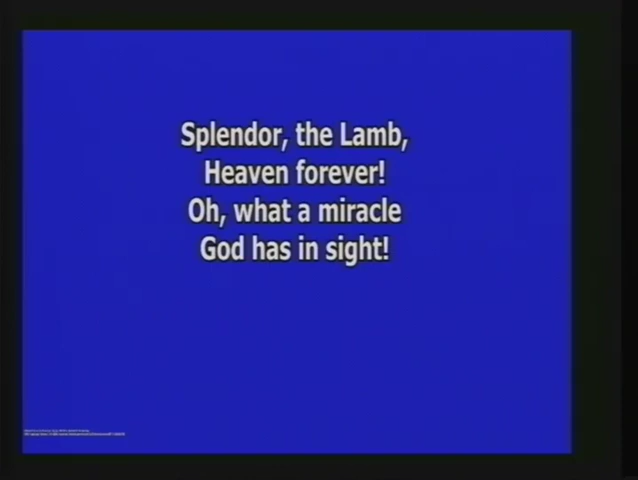 Splendor, the Lamb,
Heaven forever!
Oh, what a miracle
God has in sight!